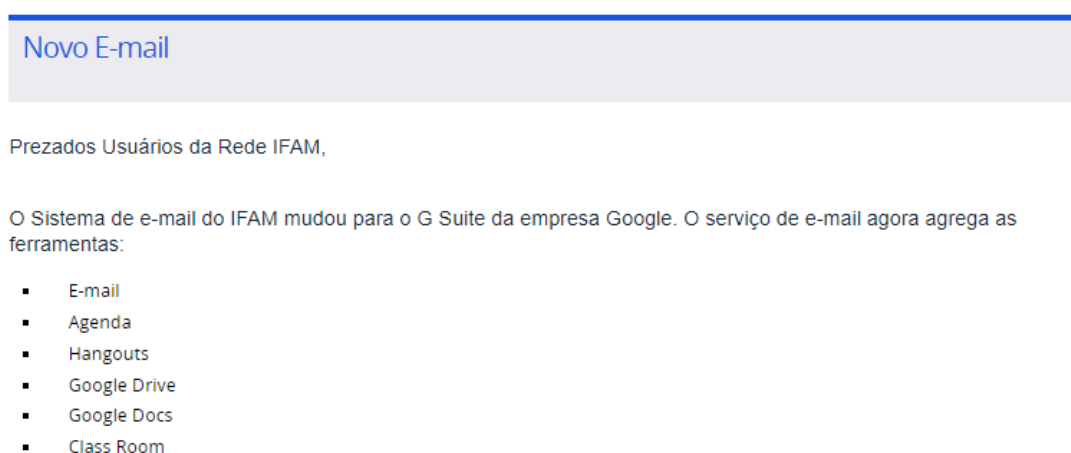 Novo E-mail
Prezados Usuários da Rede IFAM,
O Sistema de e-mail do IFAM mudou para o G Suite da empresa Google. O serviço de e-mail agora agrega as
ferramentas:
▪ E-mail
▪ Agenda
▪ Hangouts
▪ Google Drive
▪ Google Docs
▪ Class Room